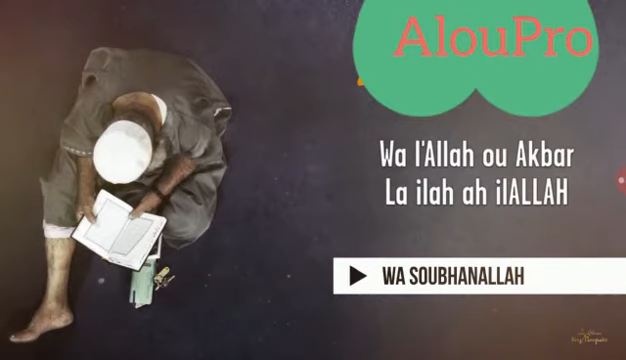 AlouPro
Wa l'Allah ou Akbar
La ilah ah ilALLAH
WA SOUBHANALLAH